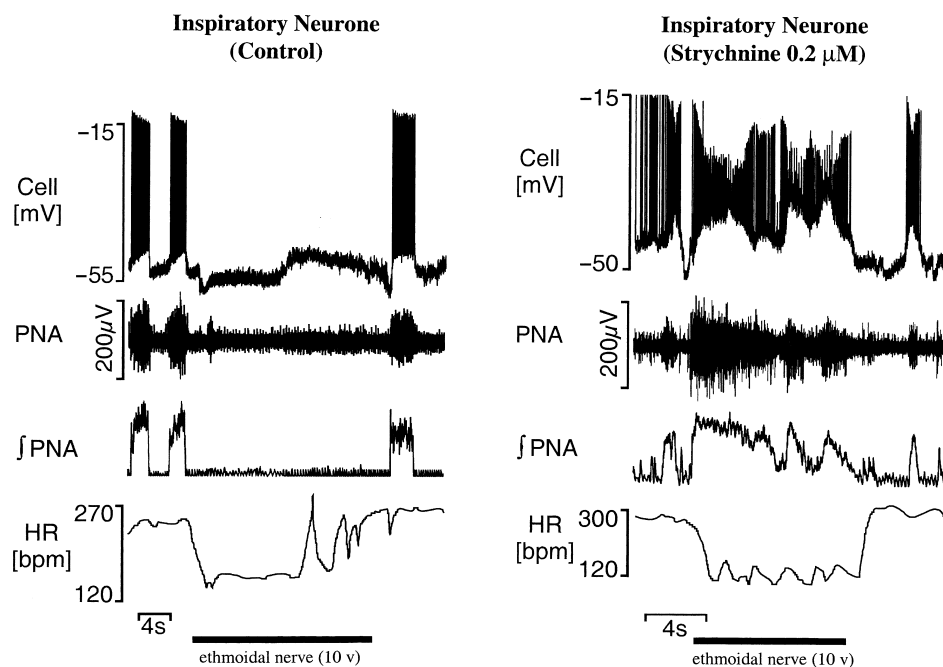 Inspiratory Neurone
(Control)
−15
Cell
[mV]
−55
PNA
200µV
∫PNA
270
HR
[bpm]
120
4s
ethmoidal nerve (10 v)
Inspiratory Neurone
(Strychnine 0.2 µM)
−15
Cell
[mV]
−50
PNA
200µV
∫PNA
300
HR
[bpm]
120
4s
ethmoidal nerve (10 v)